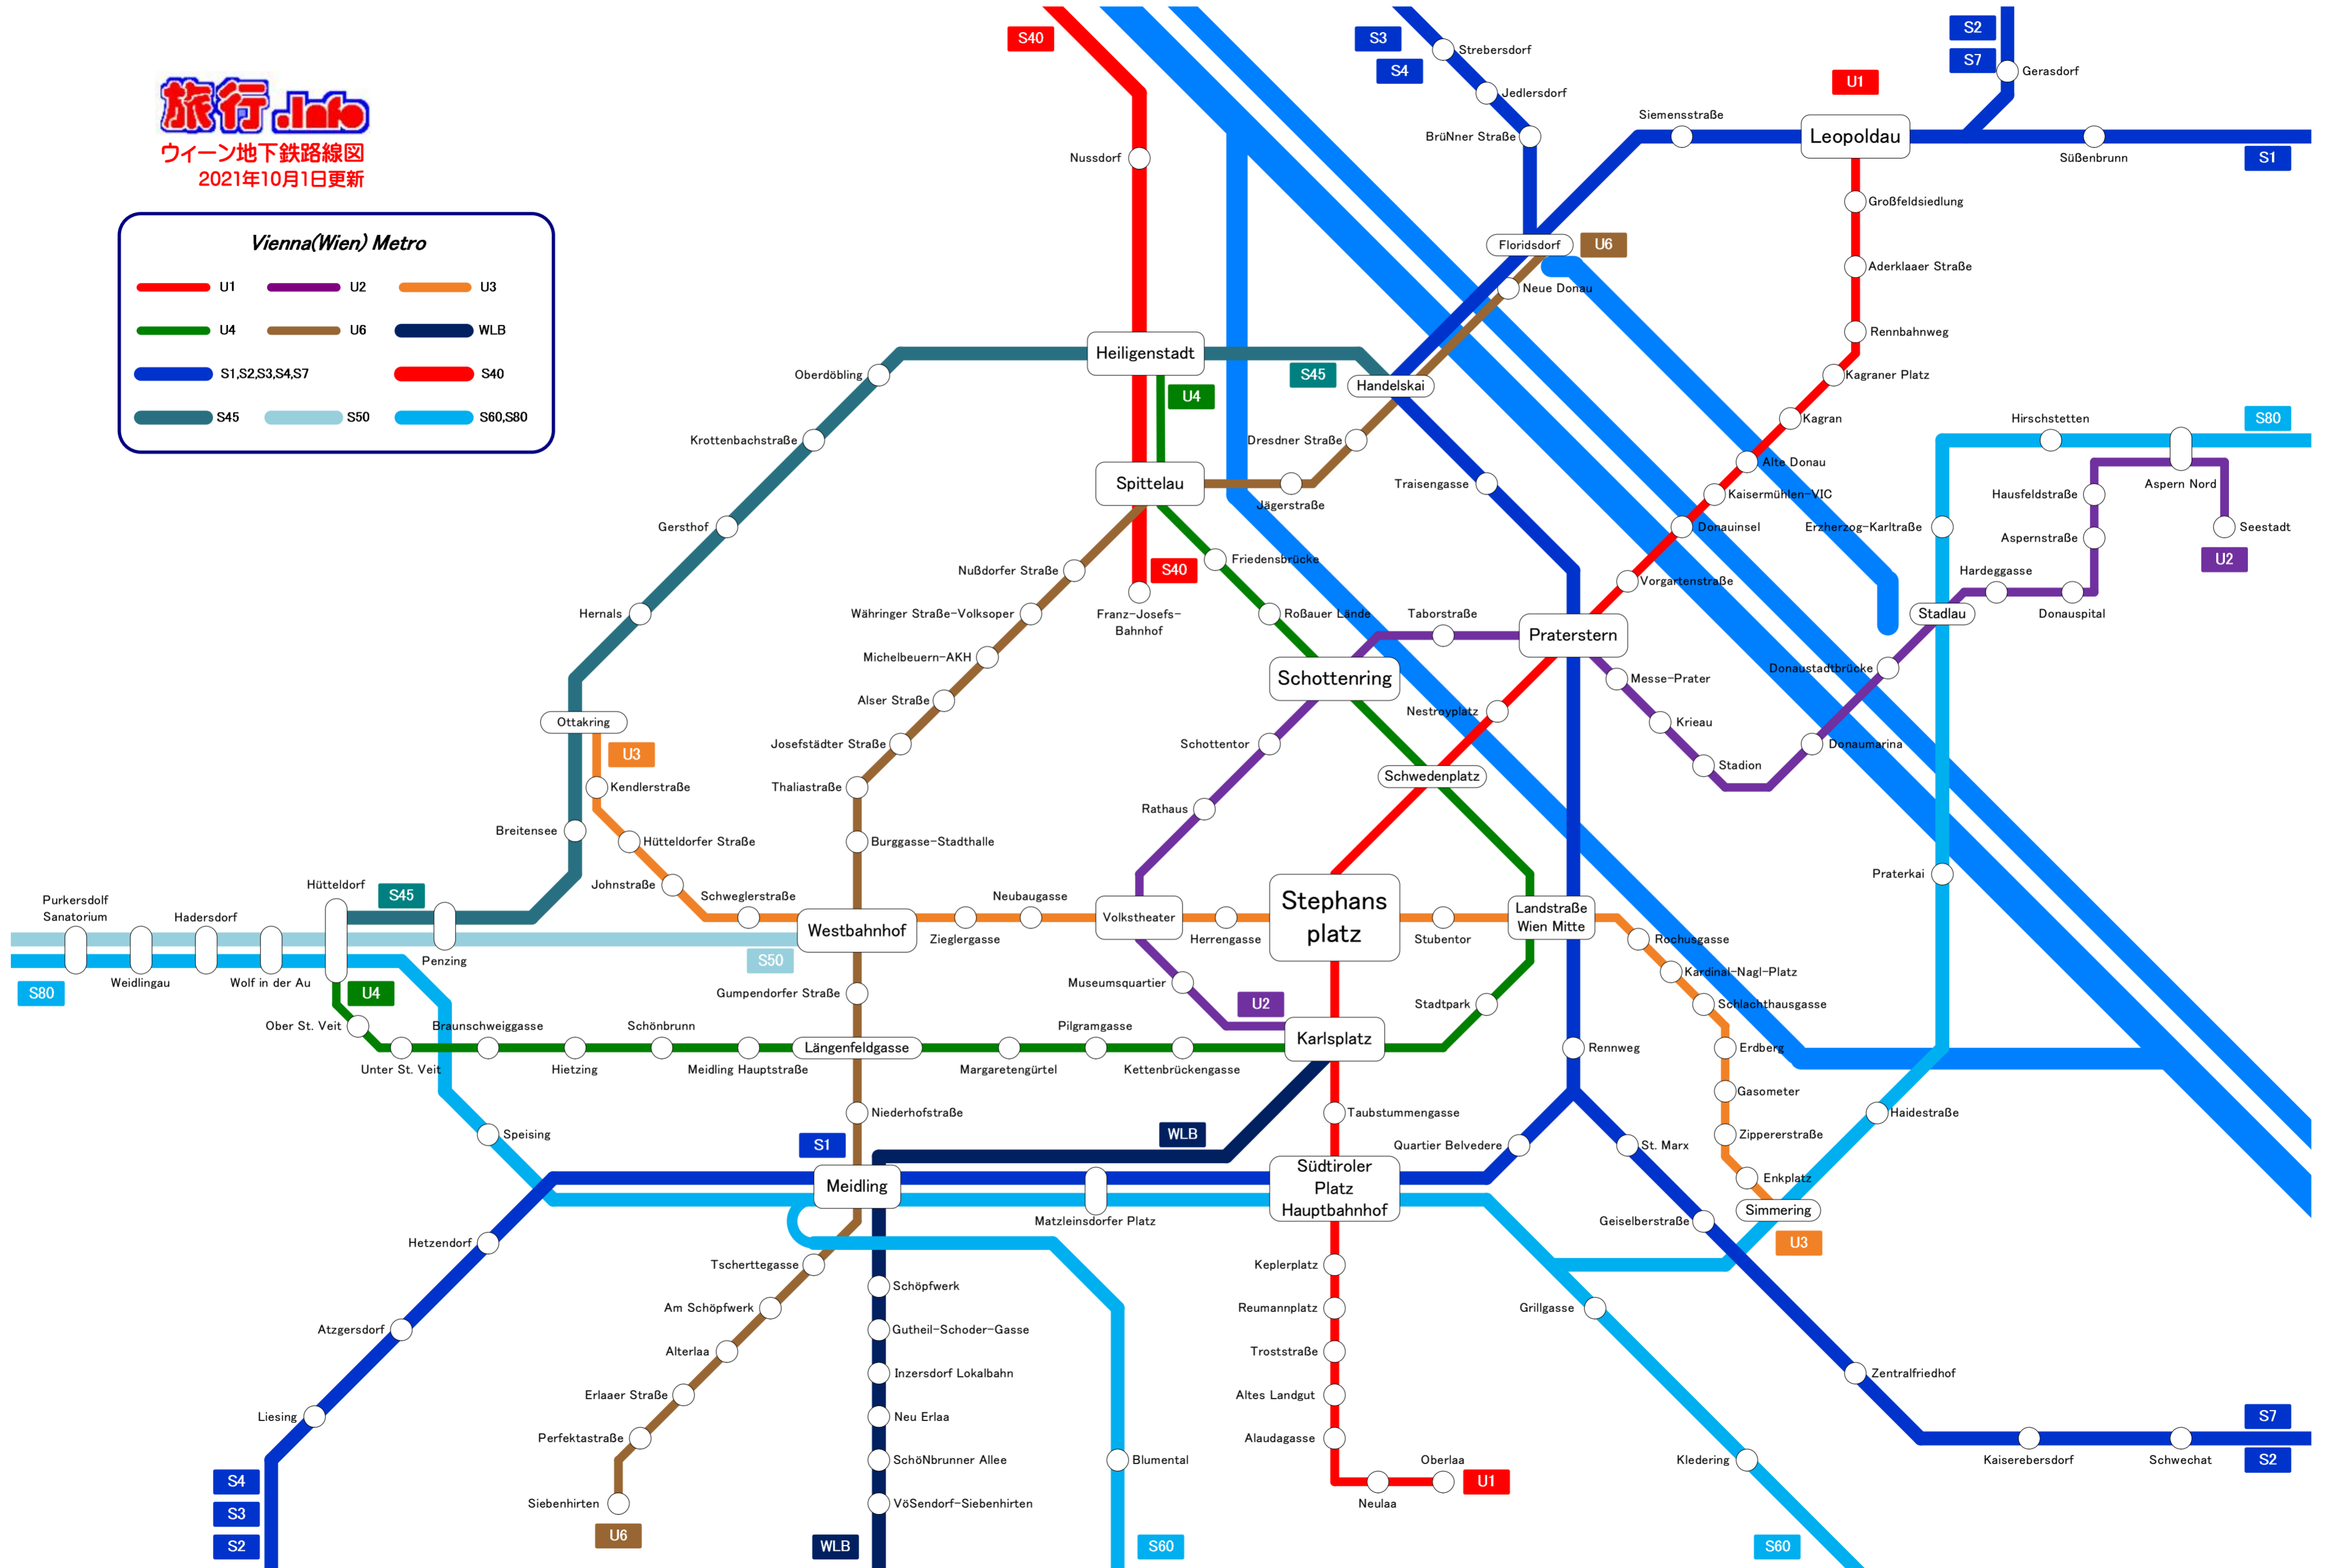 旅行.Info
ウィーン地下鉄路線図
2021年10月1日更新
Vienna(Wien) Metro
U1
U2
U3
U4
U6
WLB
S1,S2,S3,S4,S7
S40
S45
S50
S60,S80
S40
S3
S4
Strebersdorf
Jedlersdorf
BrüNner Straße
S2
S7
Gerasdorf
U1
Siemensstraße
Leopoldau
Süßenbrunn
S1
Nussdorf
Großfeldsiedlung
Floridsdorf
U6
Aderklaaer Straße
Neue Donau
Rennbahnweg
Heiligenstadt
S45
Handelskai
Kagraner Platz
Oberdöbling
U4
Kagran
Hirschstetten
S80
Krottenbachstraße
Dresdner Straße
Alte Donau
Spittelau
Traisengasse
Aspern Nord
Jägerstraße
Kaisermühlen-VIC
Hausfeldstraße
Gersthof
Donauinsel
Erzherzog-Karltraße
Seestadt
Aspernstraße
U2
Friedensbrücke
Nußdorfer Straße
S40
Hardeggasse
Vorgartenstraße
Hernals
Währinger Straße-Volksoper
Franz-Josefs-
Bahnhof
Roßauer Lände
Taborstraße
Stadlau
Donauspital
Praterstern
Michelbeuern-AKH
Schottenring
Donaustadtbrücke
Messe-Prater
Alser Straße
Nestroyplatz
Ottakring
Krieau
U3
Josefstädter Straße
Schottentor
Donaumarina
Stadion
Schwedenplatz
Kendlerstraße
Thaliastraße
Rathaus
Breitensee
Hütteldorfer Straße
Burggasse-Stadthalle
Praterkai
Hütteldorf
S45
Johnstraße
Schweglerstraße
Neubaugasse
Purkersdolf
Sanatorium
Hadersdorf
Stephans
platz
Volkstheater
Landstraße
Wien Mitte
Westbahnhof
Zieglergasse
Herrengasse
Stubentor
Rochusgasse
Penzing
S50
Kardinal-Nagl-Platz
Weidlingau
Wolf in der Au
Museumsquartier
S80
U4
Gumpendorfer Straße
U2
Stadtpark
Schlachthausgasse
Ober St. Veit
Braunschweiggasse
Schönbrunn
Pilgramgasse
Karlsplatz
Längenfeldgasse
Rennweg
Erdberg
Unter St. Veit
Hietzing
Meidling Hauptstraße
Margaretengürtel
Kettenbrückengasse
Gasometer
Niederhofstraße
Taubstummengasse
Haidestraße
Speising
WLB
Zippererstraße
S1
Quartier Belvedere
St. Marx
Südtiroler
Platz
Hauptbahnhof
Meidling
Enkplatz
Simmering
Matzleinsdorfer Platz
Geiselberstraße
U3
Hetzendorf
Tscherttegasse
Keplerplatz
Schöpfwerk
Am Schöpfwerk
Reumannplatz
Grillgasse
Atzgersdorf
Gutheil-Schoder-Gasse
Alterlaa
Troststraße
Inzersdorf Lokalbahn
Zentralfriedhof
Erlaaer Straße
Altes Landgut
Liesing
Neu Erlaa
S7
Perfektastraße
Alaudagasse
SchöNbrunner Allee
Blumental
Oberlaa
Kledering
Kaiserebersdorf
Schwechat
S2
S4
U1
Siebenhirten
VöSendorf-Siebenhirten
Neulaa
S3
U6
S2
WLB
S60
S60